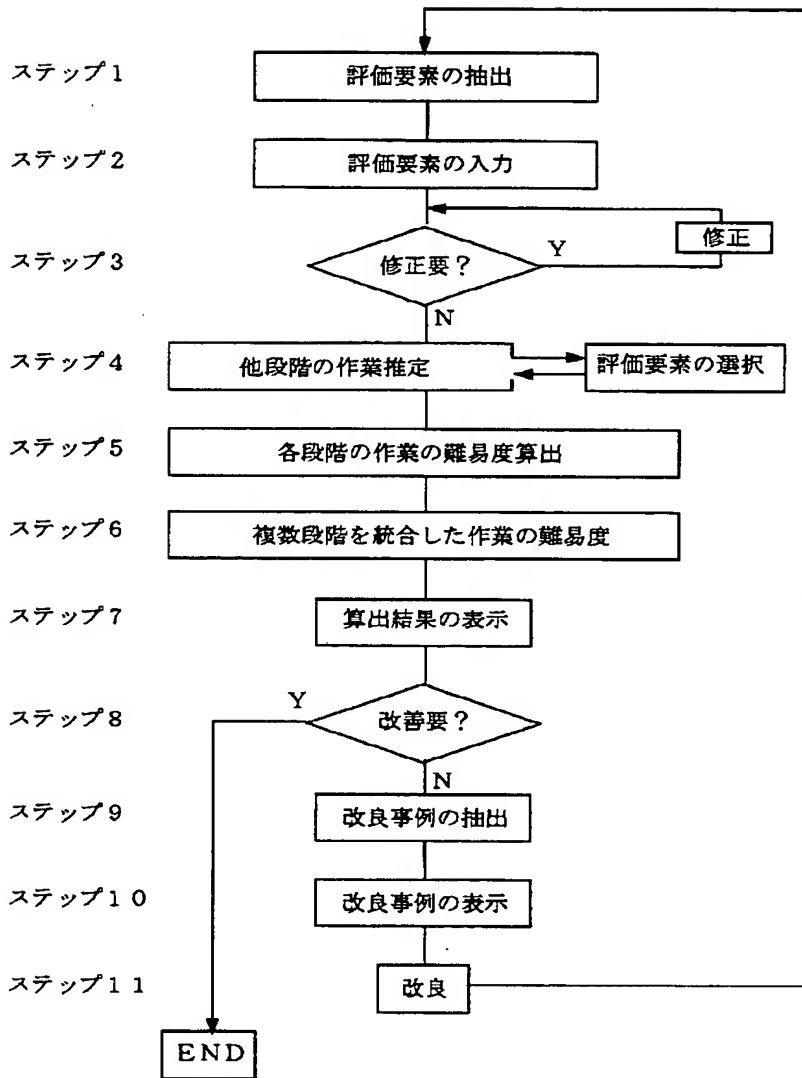 ステップ1
評価要素の抽出
ステップ2
評価要素の入力
修正
ステップ3
修正要?
Y
N
ステップ4
他段階の作業推定
評価要素の選択
ステップ5
各段階の作業の難易度算出
ステップ6
複数段階を統合した作業の難易度
ステップ7
算出結果の表示
ステップ8
Y
改善要?
N
ステップ9
改良事例の抽出
ステップ10
改良事例の表示
ステップ11
改良
END